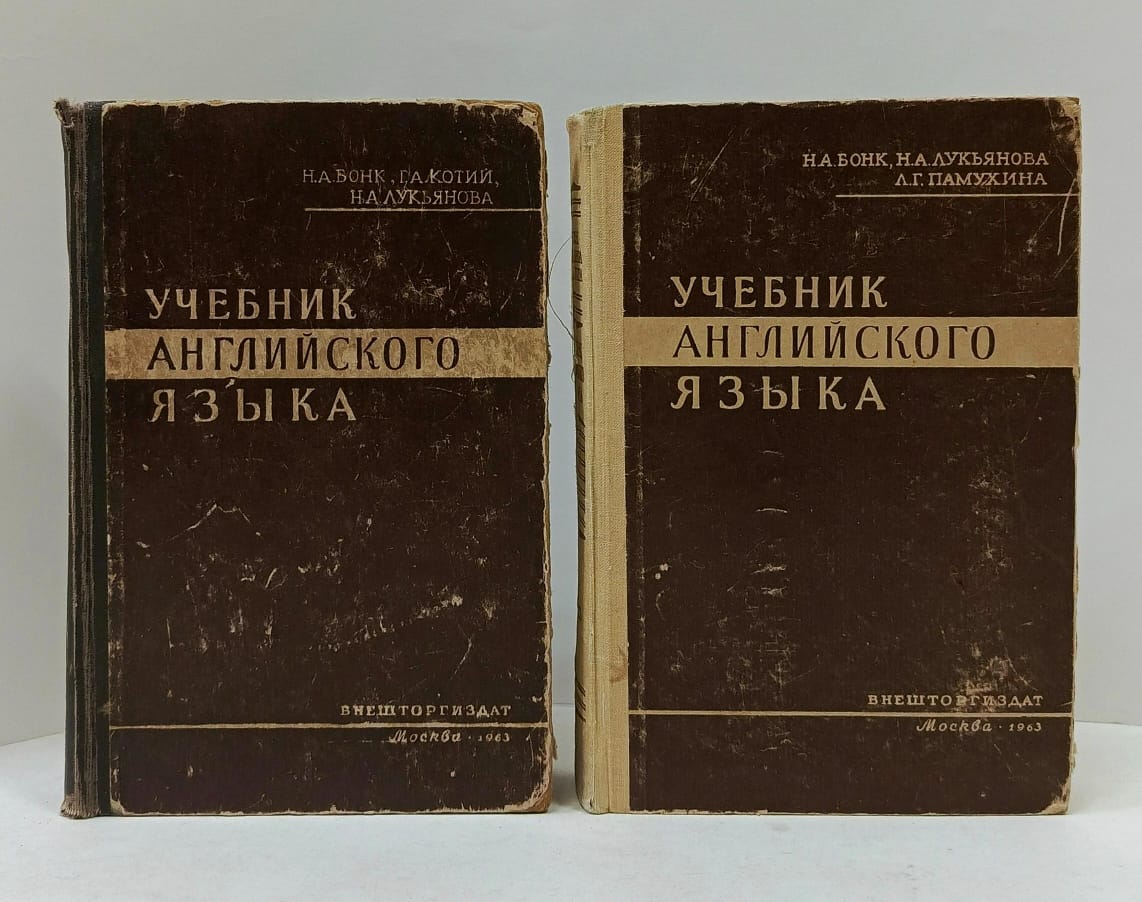 Н.А.БОНК, Г.А.КОТИЙ,
Н.А.ЛУКЬЯНОВА
УЧЕБНИК
АНГЛИЙСКОГО
ЯЗЫКА
ВНЕШТОРГИЗДАТ
Москва · 1963
Н.А.БОНК, Н.А.ЛУКЬЯНОВА
Л.Г.ПАМУХИНА
УЧЕБНИК
АНГЛИЙСКОГО
ЯЗЫКА
ВНЕШТОРГИЗДАТ
Москва · 1963